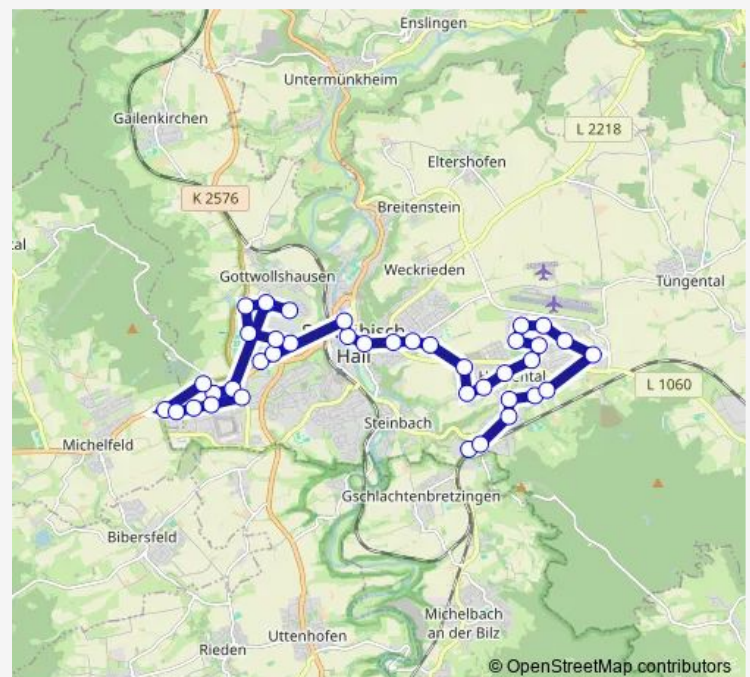 Enslingen
Untermünkheim
Gailenkirchen
L 2218
Eltershofen
K 2576
Breitenstein
Gottwollshausen
Weckrieden
Tüngental
Hall
L 1060
Steinbach
Michelfeld
Gschlachtenbretzingen
Bibersfeld
Michelbach
an der Bilz
Uttenhofen
Rieden
© OpenStreetMap contributors